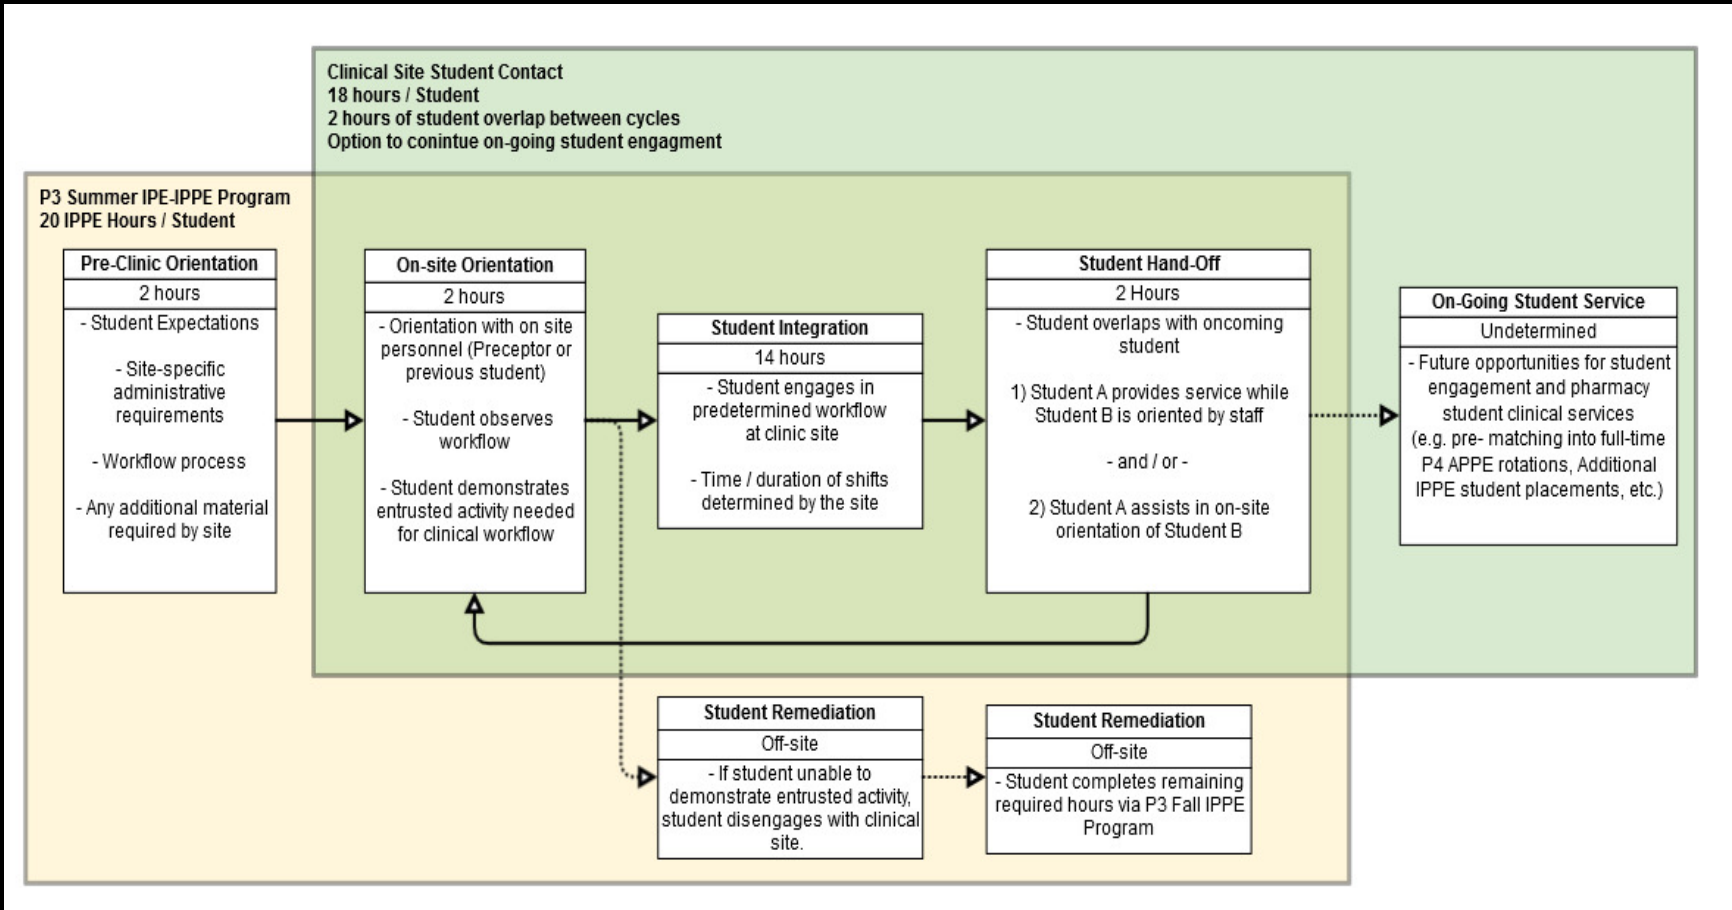 Clinical Site Student Contact
18 hours / Student
2 hours of student overlap between cycles
Option to conintue on-going student engagment
P3 Summer IPE-IPPE Program
20 IPPE Hours / Student
Pre-Clinic Orientation
2 hours
- Student Expectations
- Site-specific
administrative
requirements
- Workflow process
- Any additional material
required by site
On-site Orientation
2 hours
- Orientation with on site
personnel (Preceptor or
previous student)
- Student observes
workflow
- Student demonstrates
entrusted activity needed
for clinical workflow
Student Integration
14 hours
- Student engages in
predetermined workflow
at clinic site
- Time / duration of shifts
determined by the site
Student Hand-Off
2 Hours
- Student overlaps with oncoming
student
1) Student A provides service while
Student B is oriented by staff
- and / or -
2) Student A assists in on-site
orientation of Student B
On-Going Student Service
Undetermined
- Future opportunities for student
engagement and pharmacy
student clinical services
(e.g. pre- matching into full-time
P4 APPE rotations, Additional
IPPE student placements, etc.)
Student Remediation
Off-site
- If student unable to
demonstrate entrusted activity,
student disengages with clinical
site.
Student Remediation
Off-site
- Student completes remaining
required hours via P3 Fall IPPE
Program